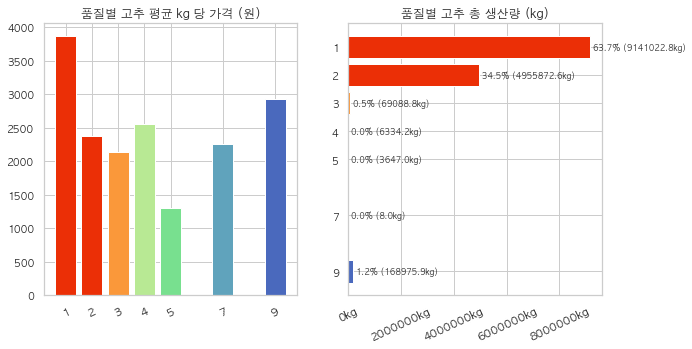 품질별 고추 평균 kg 당 가격 (원)
4000
3500
3000
2500
2000
1500
1000
500
0
1
2
3
4
5
7
9
품질별 고추 총 생산량 (kg)
1
63.7% (9141022.8kg)
2
34.5% (4955872.6kg)
3
0.5% (69088.8kg)
4
0.0% (6334.2kg)
5
0.0% (3647.0kg)
7
0.0% (8.0kg)
9
1.2% (168975.9kg)
0kg
2000000kg
4000000kg
6000000kg
8000000kg